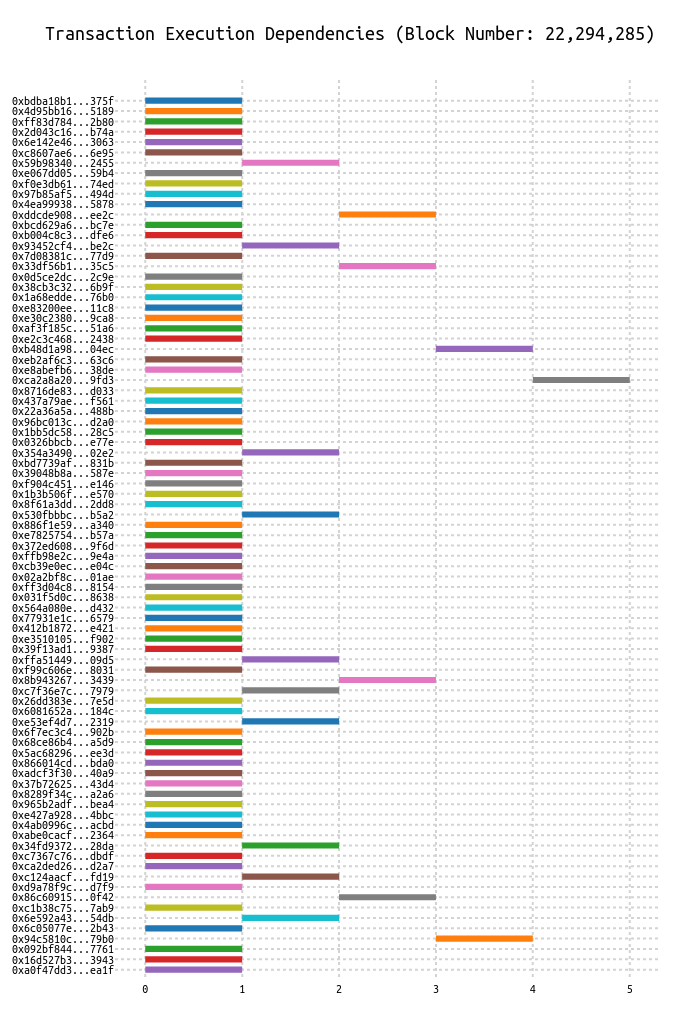 Transaction Execution Dependencies (Block Number: 22,294,285)
0xbdba18b1...375f
0x4d95bb16...5189
0xff83d784...2b80
0x2d043c16...b74a
0x6e142e46...3063
0xc8607ae6...6e95
0x59b98340...2455
0xe067dd05...59b4
0xf0e3db61...74ed
0x97b85af5...494d
0x4ea99938...5878
0xddcde908...ee2c
0xbcd629a6...bc7e
0xb004c8c3...dfe6
0x93452cf4...be2c
0x7d08381c...77d9
0x33df56b1...35c5
0x0d5ce2dc...2c9e
0x38cb3c32...6b9f
0x1a68edde...76b0
0xe83200ee...11c8
0xe30c2380...9ca8
0xaf3f185c...51a6
0xe2c3c468...2438
0xb48d1a98...04ec
0xeb2af6c3...63c6
0xe8abefb6...38de
0xca2a8a20...9fd3
0x8716de83...d033
0x437a79ae...f561
0x22a36a5a...488b
0x96bc013c...d2a0
0x1bb5dc58...28c5
0x0326bbcb...e77e
0x354a3490...02e2
0xbd7739af...831b
0x39048b8a...587e
0xf904c451...e146
0x1b3b506f...e570
0x8f61a3dd...2dd8
0x530fbbbc...b5a2
0x886f1e59...a340
0xe7825754...b57a
0x372ed608...9f6d
0xffb98e2c...9e4a
0xcb39e0ec...e04c
0x02a2bf8c...01ae
0xff3d04c8...8154
0x031f5d0c...8638
0x564a080e...d432
0x77931e1c...6579
0x412b1872...e421
0xe3510105...f902
0x39f13ad1...9387
0xffa51449...09d5
0xf99c606e...8031
0x8b943267...3439
0xc7f36e7c...7979
0x26dd383e...7e5d
0x6081652a...184c
0xe53ef4d7...2319
0x6f7ec3c4...902b
0x68ce86b4...a5d9
0x5ac68296...ee3d
0x866014cd...bda0
0xadcf3f30...40a9
0x37b72625...43d4
0x8289f34c...a2a6
0x965b2adf...bea4
0xe427a928...4bbc
0x4ab0996c...acbd
0xabe0cacf...2364
0x34fd9372...28da
0xc7367c76...dbdf
0xca2ded26...d2a7
0xc124aacf...fd19
0xd9a78f9c...d7f9
0x86c60915...0f42
0xc1b38c75...7ab9
0x6e592a43...54db
0x6c05077e...2b43
0x94c5810c...79b0
0x092bf844...7761
0x16d527b3...3943
0xa0f47dd3...ea1f
0 1 2 3 4 5